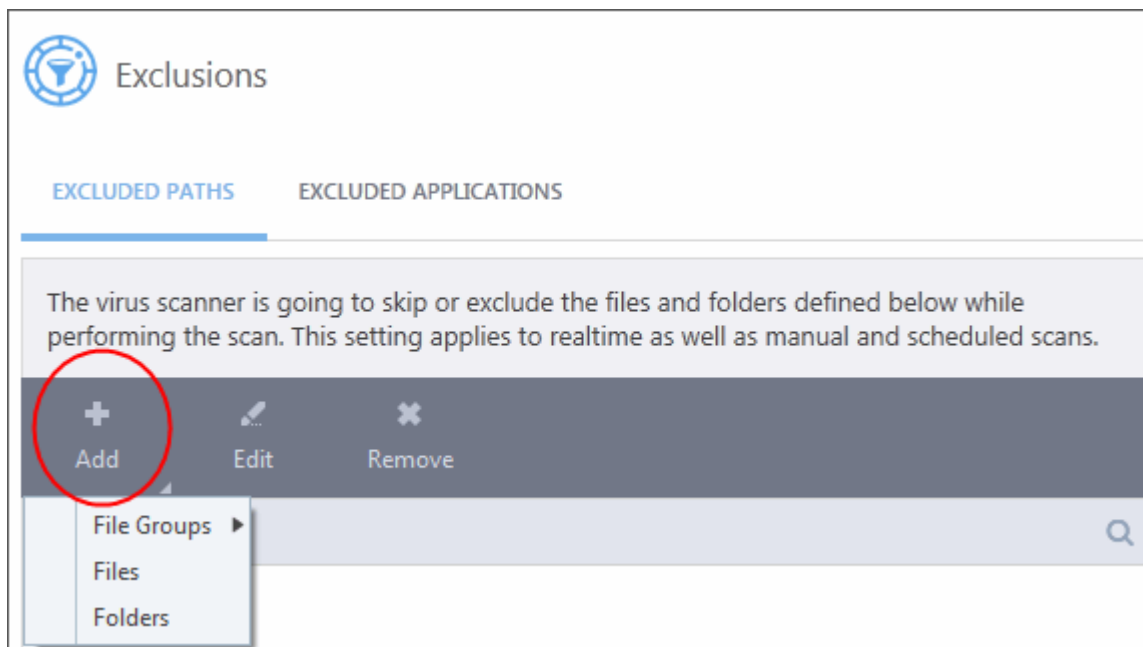 Exclusions
EXCLUDED PATHS EXCLUDED APPLICATIONS
The virus scanner is going to skip or exclude the files and folders defined below while
performing the scan. This setting applies to realtime as well as manual and scheduled scans.
Add Edit Remove
File Groups
Files
Folders